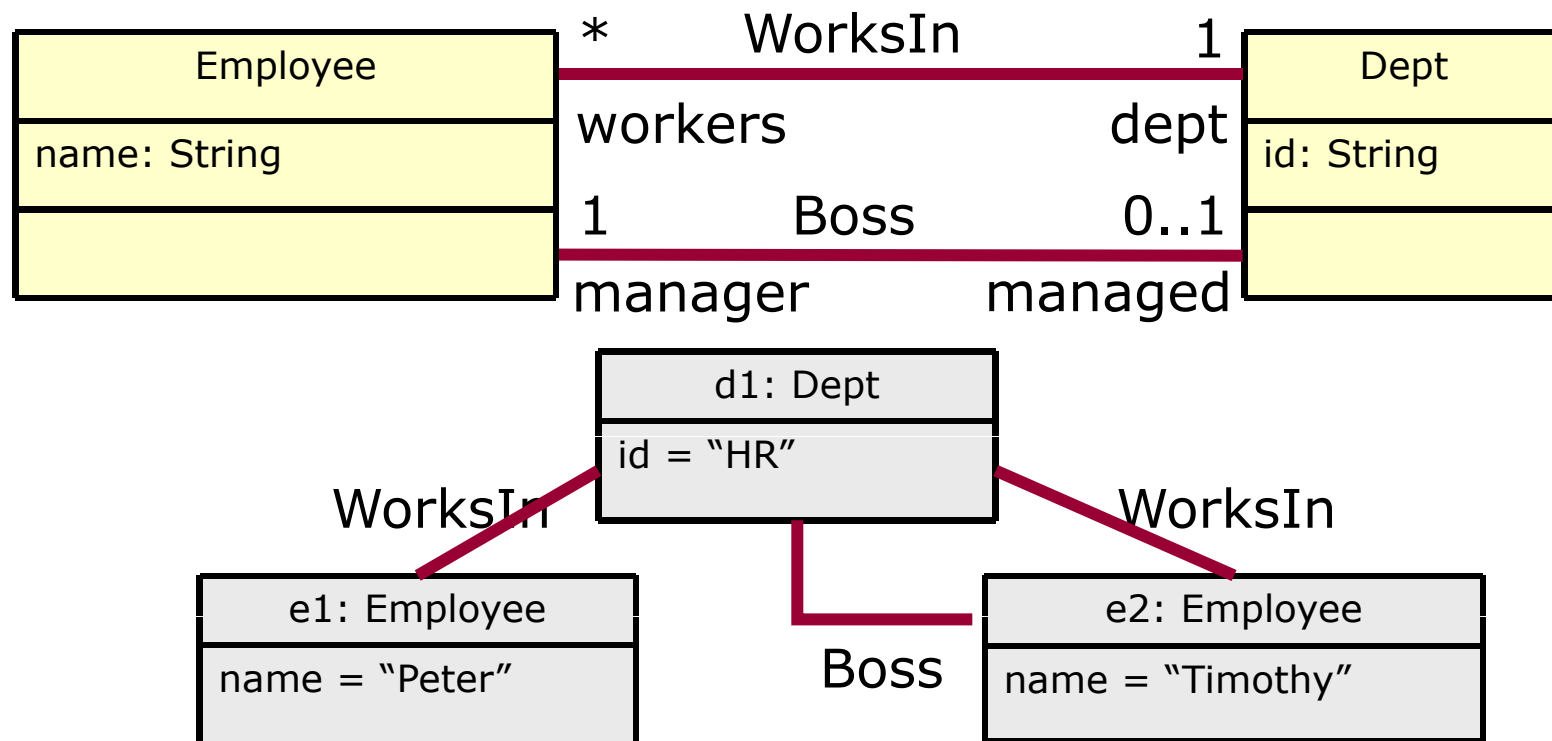 * WorksIn 1
Employee
Dept
workers dept
name: String
id: String
1 Boss 0..1
manager managed
d1: Dept
id = “HR”
WorksIn WorksIn
e1: Employee
e2: Employee
name = “Peter”
Boss
name = “Timothy”